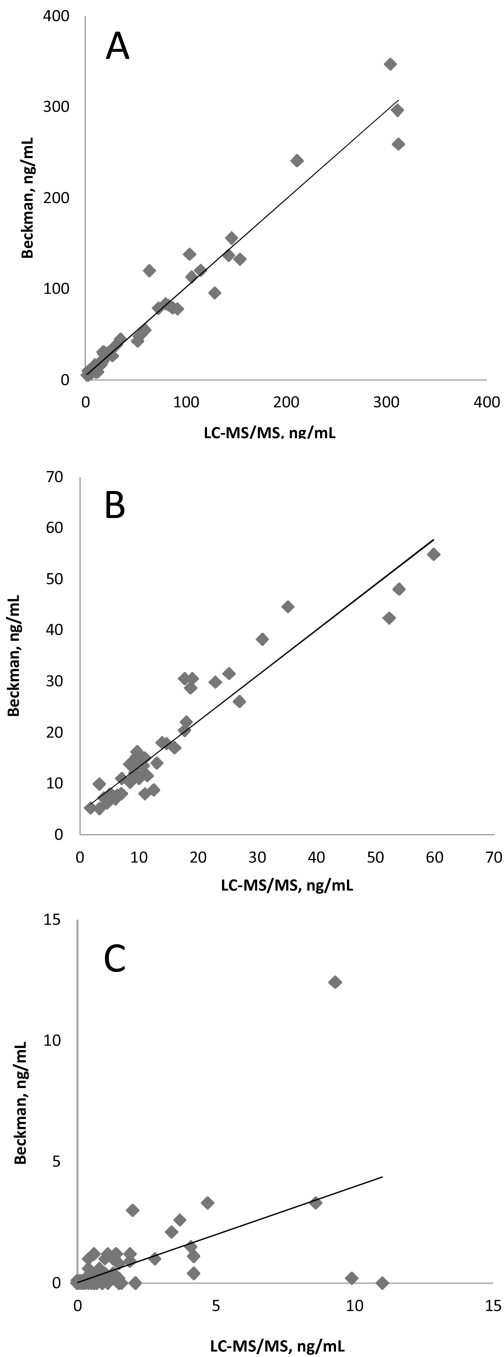 A
400
300
200
100
0
Beckman, ng/mL
0 100 200 300 400
LC-MS/MS, ng/mL
B
70
60
50
40
30
20
10
0
Beckman, ng/mL
0 10 20 30 40 50 60 70
LC-MS/MS, ng/mL
C
15
10
5
0
Beckman, ng/mL
0 5 10 15
LC-MS/MS, ng/mL